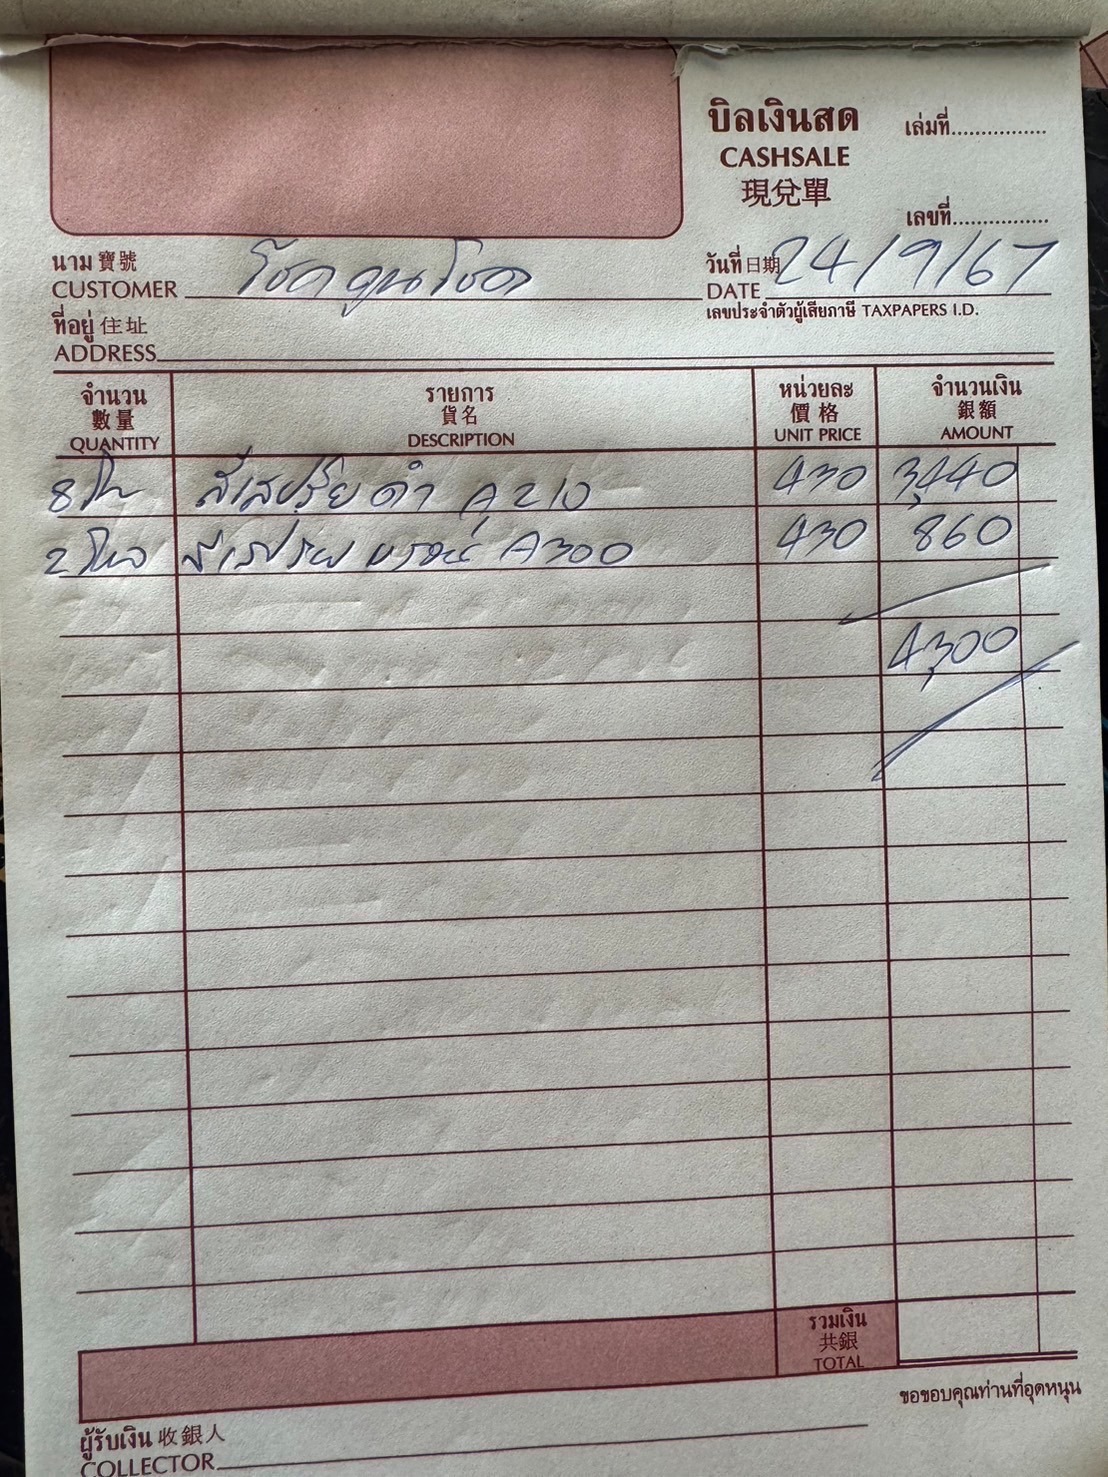 บิลเงินสด
เล่มที่................
CASHSALE
現兌單
เลขที่................
นาม 寶號
CUSTOMER โชคคูนโชค
วันที่ 日期 24/9/67
DATE
ที่อยู่ 住址
ADDRESS
เลขประจำตัวผู้เสียภาษี TAXPAPERS I.D.
จำนวน รายการ หน่วยละ จำนวนเงิน
數量 貨名 價格 銀額
QUANTITY DESCRIPTION UNIT PRICE AMOUNT
8 สีสเปรย์ ดำ A210 430 3,440
2 สีสเปรย์ A300 430 860
4,300
รวมเงิน
共銀
TOTAL
ขอขอบคุณท่านที่อุดหนุน
ผู้รับเงิน 收銀人
COLLECTOR